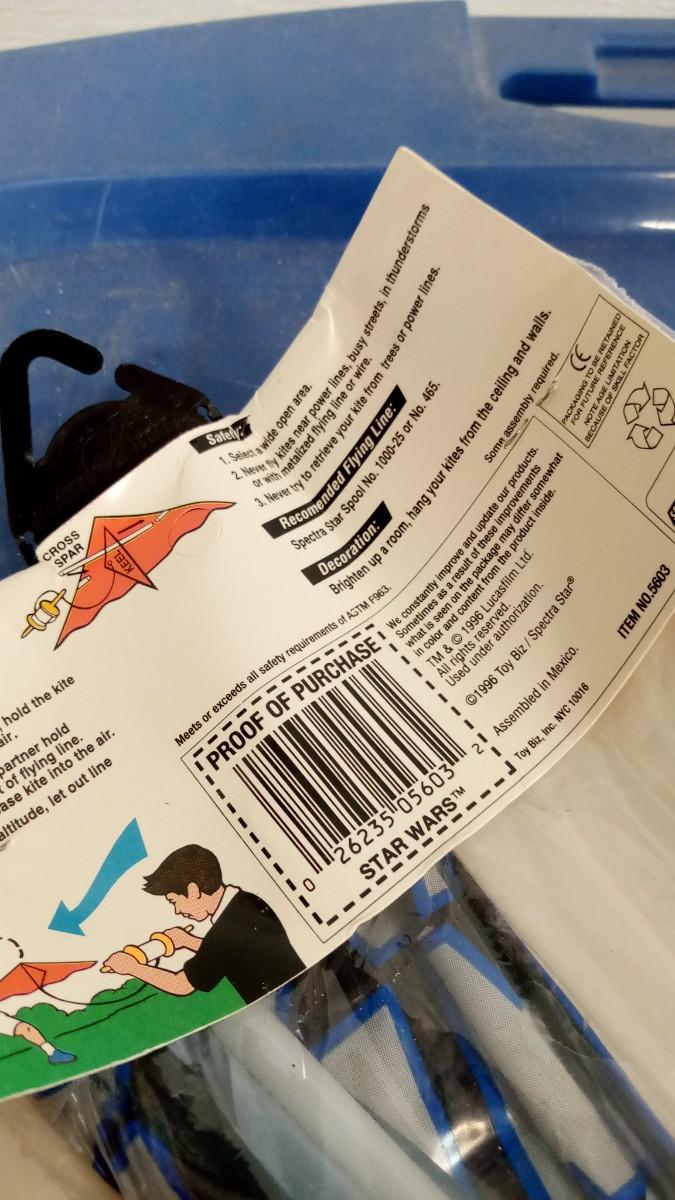 Safety:
1. Select a wide open area.
2. Never fly kites near power lines, busy streets, in thunderstorms
or with metalized flying line or wire.
3. Never try to retrieve your kite from trees or power lines.
Recomended Flying Line:
Spectra Star Spool No. 1000-25 or No. 465.
Decoration:
Brighten up a room, hang your kites from the ceiling and walls.
Some assembly required.
CE
PACKAGING TO BE RETAINED
FOR FUTURE REFERENCE
NOTE AGE LIMITATION
BECAUSE OF SKILL FACTOR
CROSS
SPAR
KEEL
hold the kite
air.
partner hold
of flying line.
ase kite into the air.
altitude, let out line
Meets or exceeds all safety requirements of ASTM F963.
PROOF OF PURCHASE
0 26235 05603 2
STAR WARS™
We constantly improve and update our products.
Sometimes as a result of these improvements
what is seen on the package may differ somewhat
in color and content from the product inside.
TM & © 1996 Lucasfilm Ltd.
All rights reserved.
Used under authorization.
©1996 Toy Biz / Spectra Star®
Assembled in Mexico.
Toy Biz, Inc. NYC 10016
ITEM NO.5603